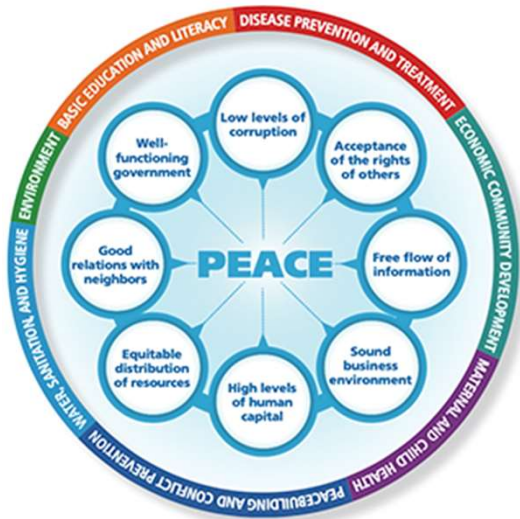 BASIC EDUCATION AND LITERACY
DISEASE PREVENTION AND TREATMENT
ECONOMIC COMMUNITY DEVELOPMENT
MATERNAL AND CHILD HEALTH
PEACEBUILDING AND CONFLICT PREVENTION
WATER, SANITATION, AND HYGIENE
ENVIRONMENT
Low levels of
corruption
Acceptance
of the rights
of others
Free flow of
information
Sound
business
environment
High levels
of human
capital
Equitable
distribution
of resources
Good
relations with
neighbors
Well-
functioning
government
PEACE